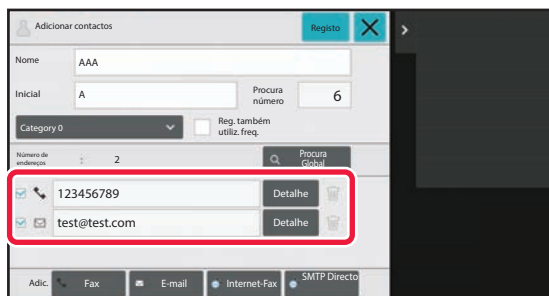 Adicionar contactos
Registo
Nome
AAA
Inicial
A
Procura
número
6
Category 0
Reg. também
utiliz. freq.
Número de
endereços
:
2
Procura
Global
123456789
Detalhe
test@test.com
Detalhe
Adic.
Fax
E-mail
Internet-Fax
SMTP Directo